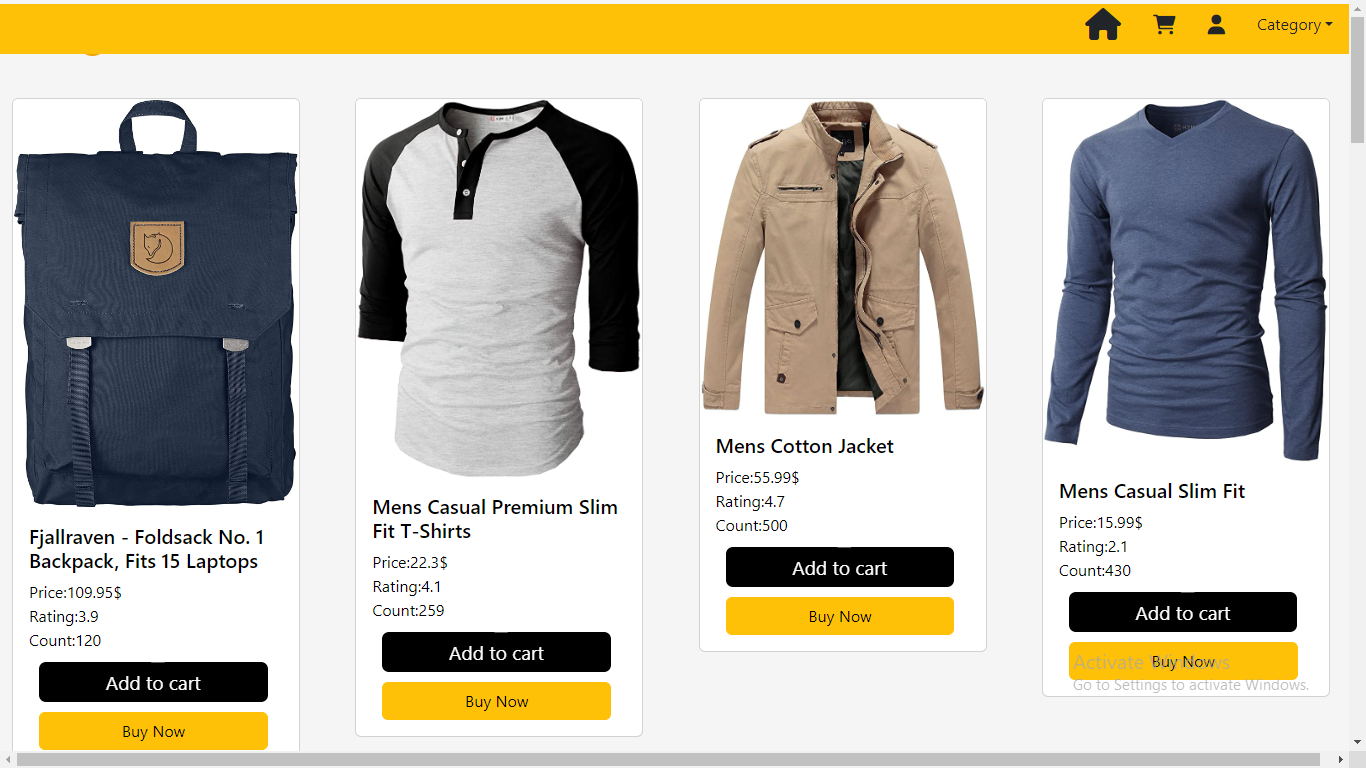 Category
Fjallraven - Foldsack No. 1
Backpack, Fits 15 Laptops
Price:109.95$
Rating:3.9
Count:120
Add to cart
Buy Now
Mens Casual Premium Slim
Fit T-Shirts
Price:22.3$
Rating:4.1
Count:259
Add to cart
Buy Now
Mens Cotton Jacket
Price:55.99$
Rating:4.7
Count:500
Add to cart
Buy Now
Mens Casual Slim Fit
Price:15.99$
Rating:2.1
Count:430
Add to cart
Buy Now
Activate Windows
Go to Settings to activate Windows.